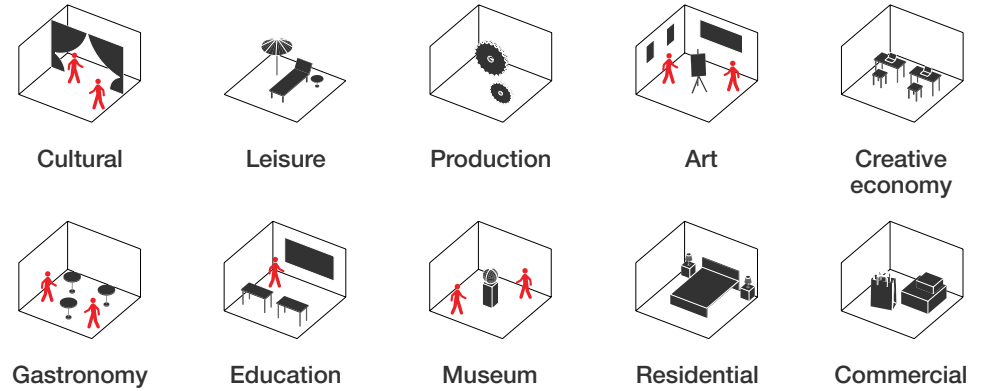 Cultural
Leisure
Production
Art
Creative
economy
Gastronomy
Education
Museum
Residential
Commercial